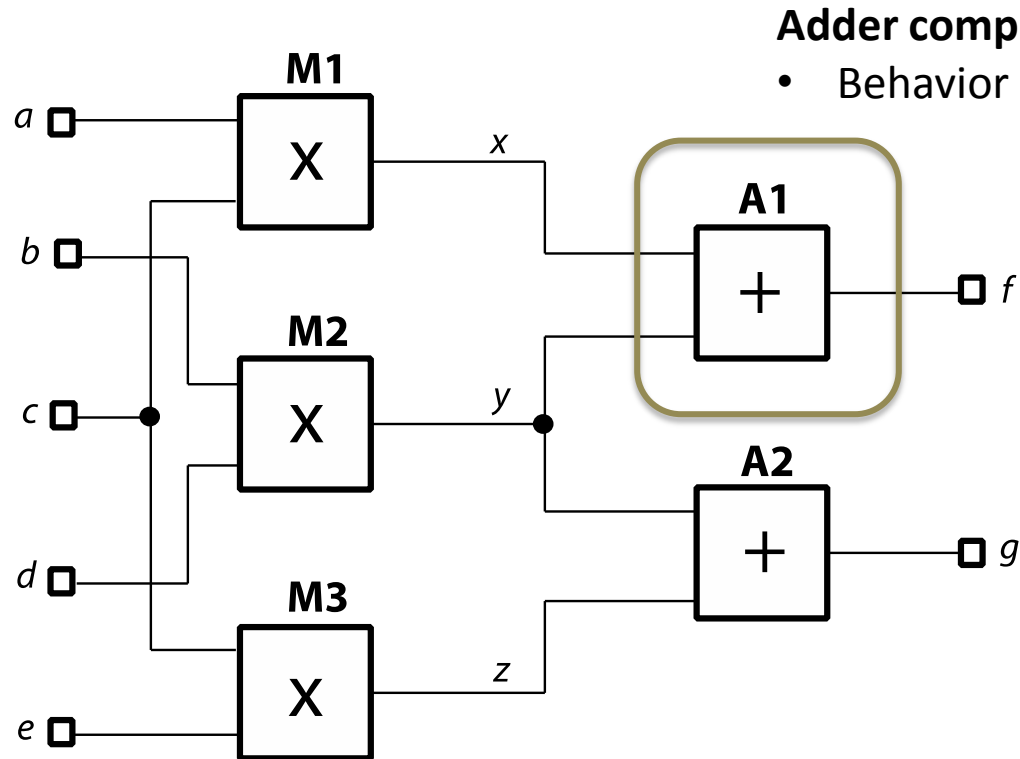 Adder comp
• Behavior
M1
a
X
x
A1
b
+
f
M2
c
X
y
A2
+
g
d
M3
X
z
e